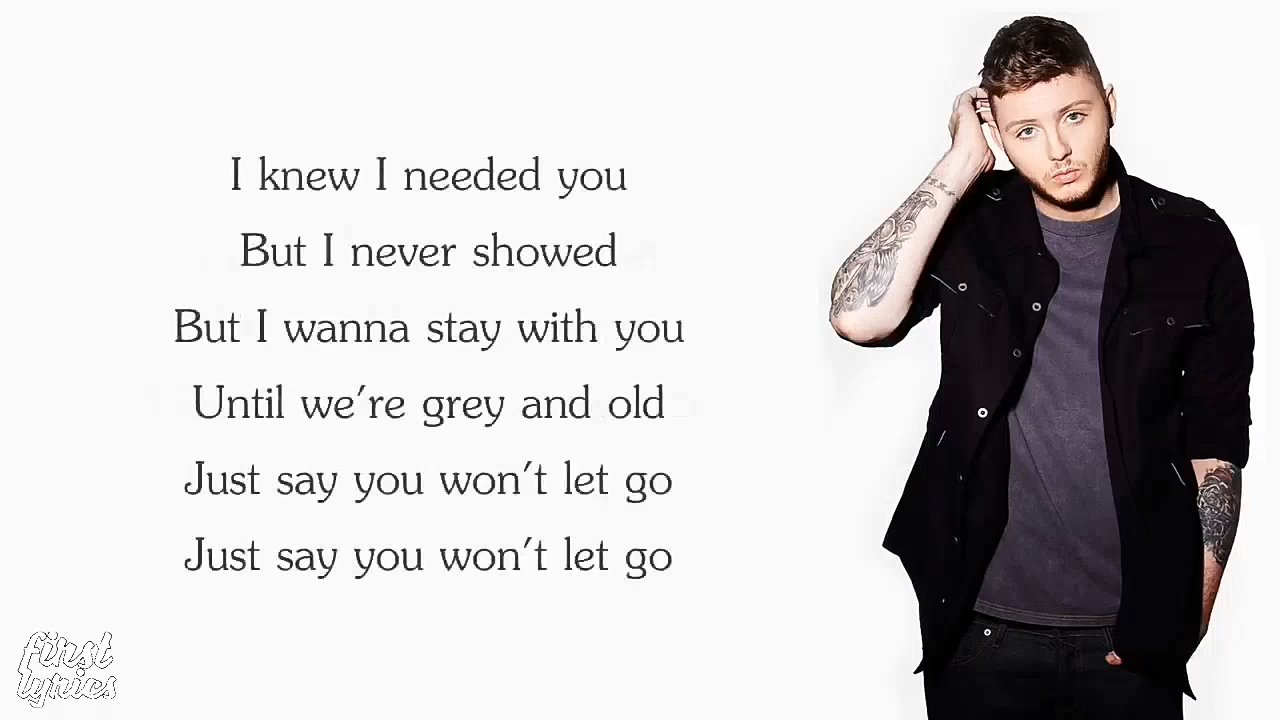 I knew I needed you
But I never showed
But I wanna stay with you
Until we’re grey and old
Just say you won’t let go
Just say you won’t let go
first
lyrics